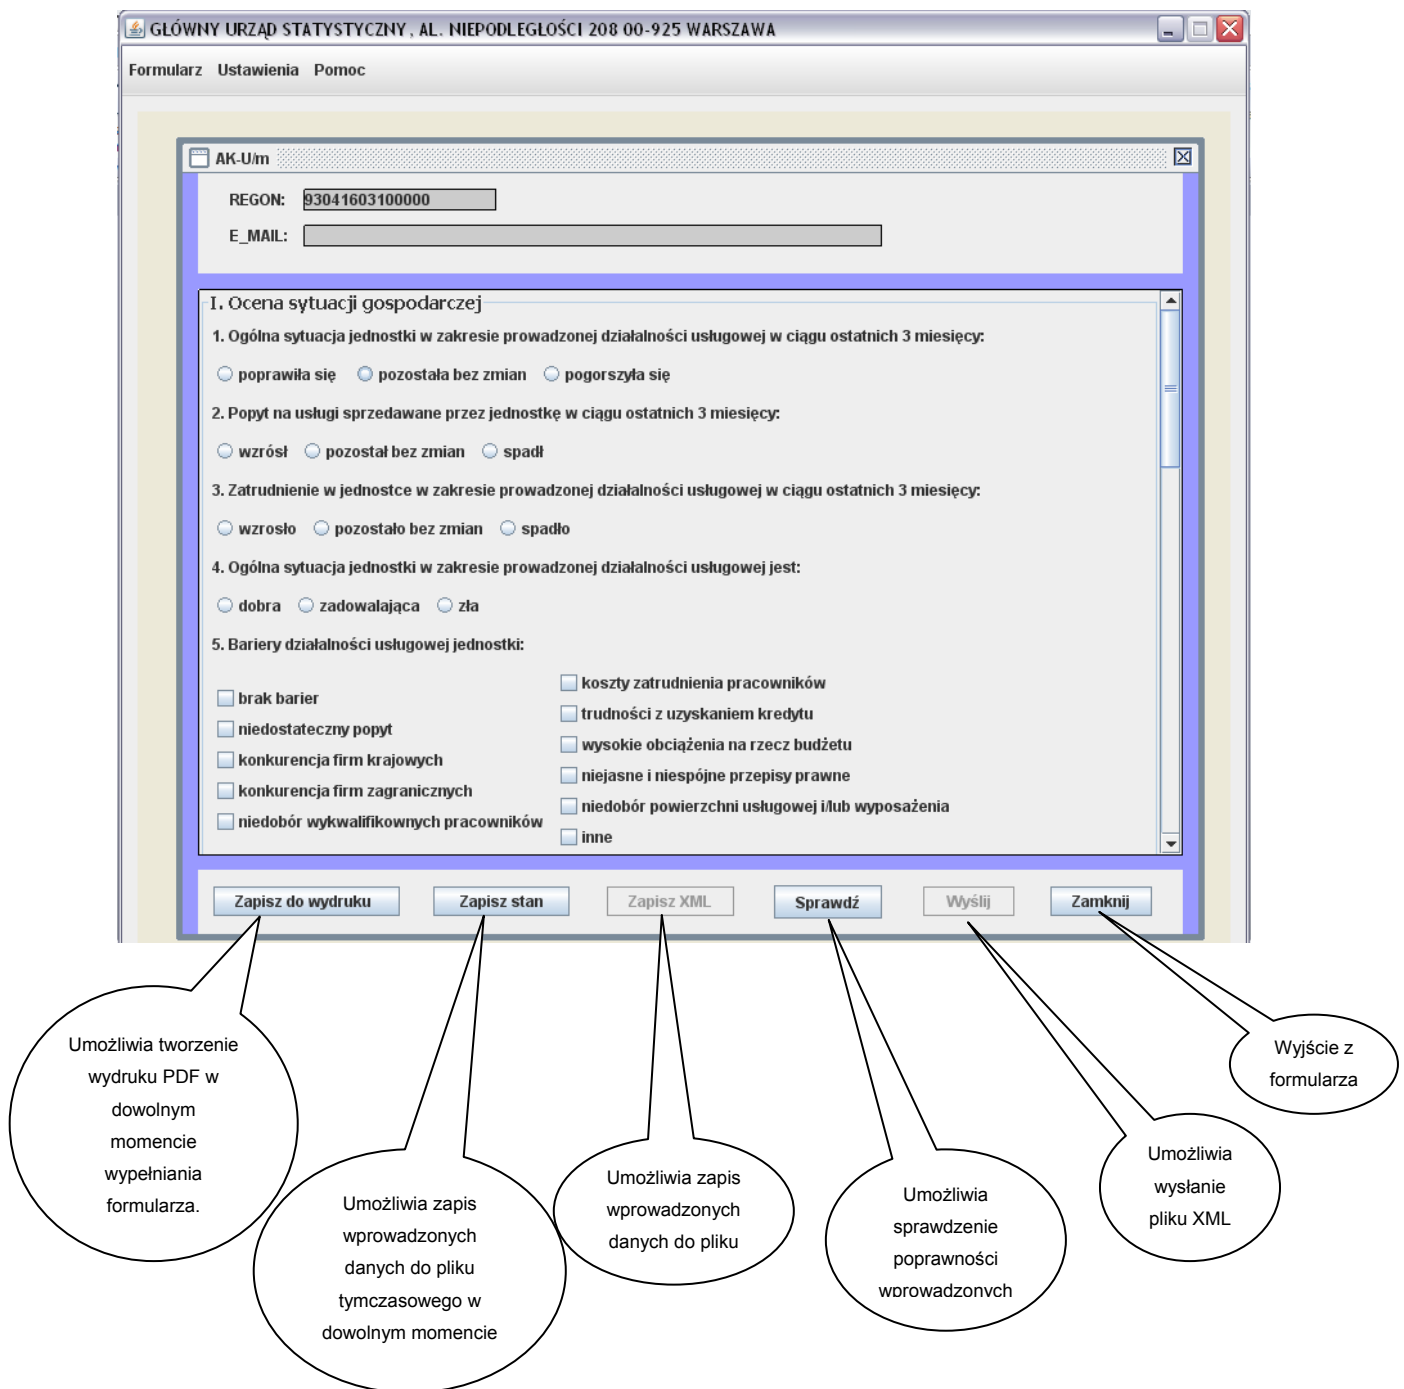 GŁÓWNY URZĄD STATYSTYCZNY, AL. NIEPODLEGŁOŚCI 208 00-925 WARSZAWA
Formularz Ustawienia Pomoc
AK-U/m
REGON: 93041603100000
E_MAIL:
I. Ocena sytuacji gospodarczej
1. Ogólna sytuacja jednostki w zakresie prowadzonej działalności usługowej w ciągu ostatnich 3 miesięcy:
poprawiła się pozostała bez zmian pogorszyła się
2. Popyt na usługi sprzedawane przez jednostkę w ciągu ostatnich 3 miesięcy:
wzrósł pozostał bez zmian spadł
3. Zatrudnienie w jednostce w zakresie prowadzonej działalności usługowej w ciągu ostatnich 3 miesięcy:
wzrosło pozostało bez zmian spadło
4. Ogólna sytuacja jednostki w zakresie prowadzonej działalności usługowej jest:
dobra zadowalająca zła
5. Bariery działalności usługowej jednostki:
brak barier
niedostateczny popyt
konkurencja firm krajowych
konkurencja firm zagranicznych
niedobór wykwalifikownych pracowników
koszty zatrudnienia pracowników
trudności z uzyskaniem kredytu
wysokie obciążenia na rzecz budżetu
niejasne i niespójne przepisy prawne
niedobór powierzchni usługowej i/lub wyposażenia
inne
Zapisz do wydruku Zapisz stan Zapisz XML Sprawdź Wyślij Zamknij
Umożliwia tworzenie
wydruku PDF w
dowolnym
momencie
wypełniania
formularza.
Umożliwia zapis
wprowadzonych
danych do pliku
tymczasowego w
dowolnym momencie
Umożliwia zapis
wprowadzonych
danych do pliku
Umożliwia
sprawdzenie
poprawności
wprowadzonych
Umożliwia
wysłanie
pliku XML
Wyjście z
formularza